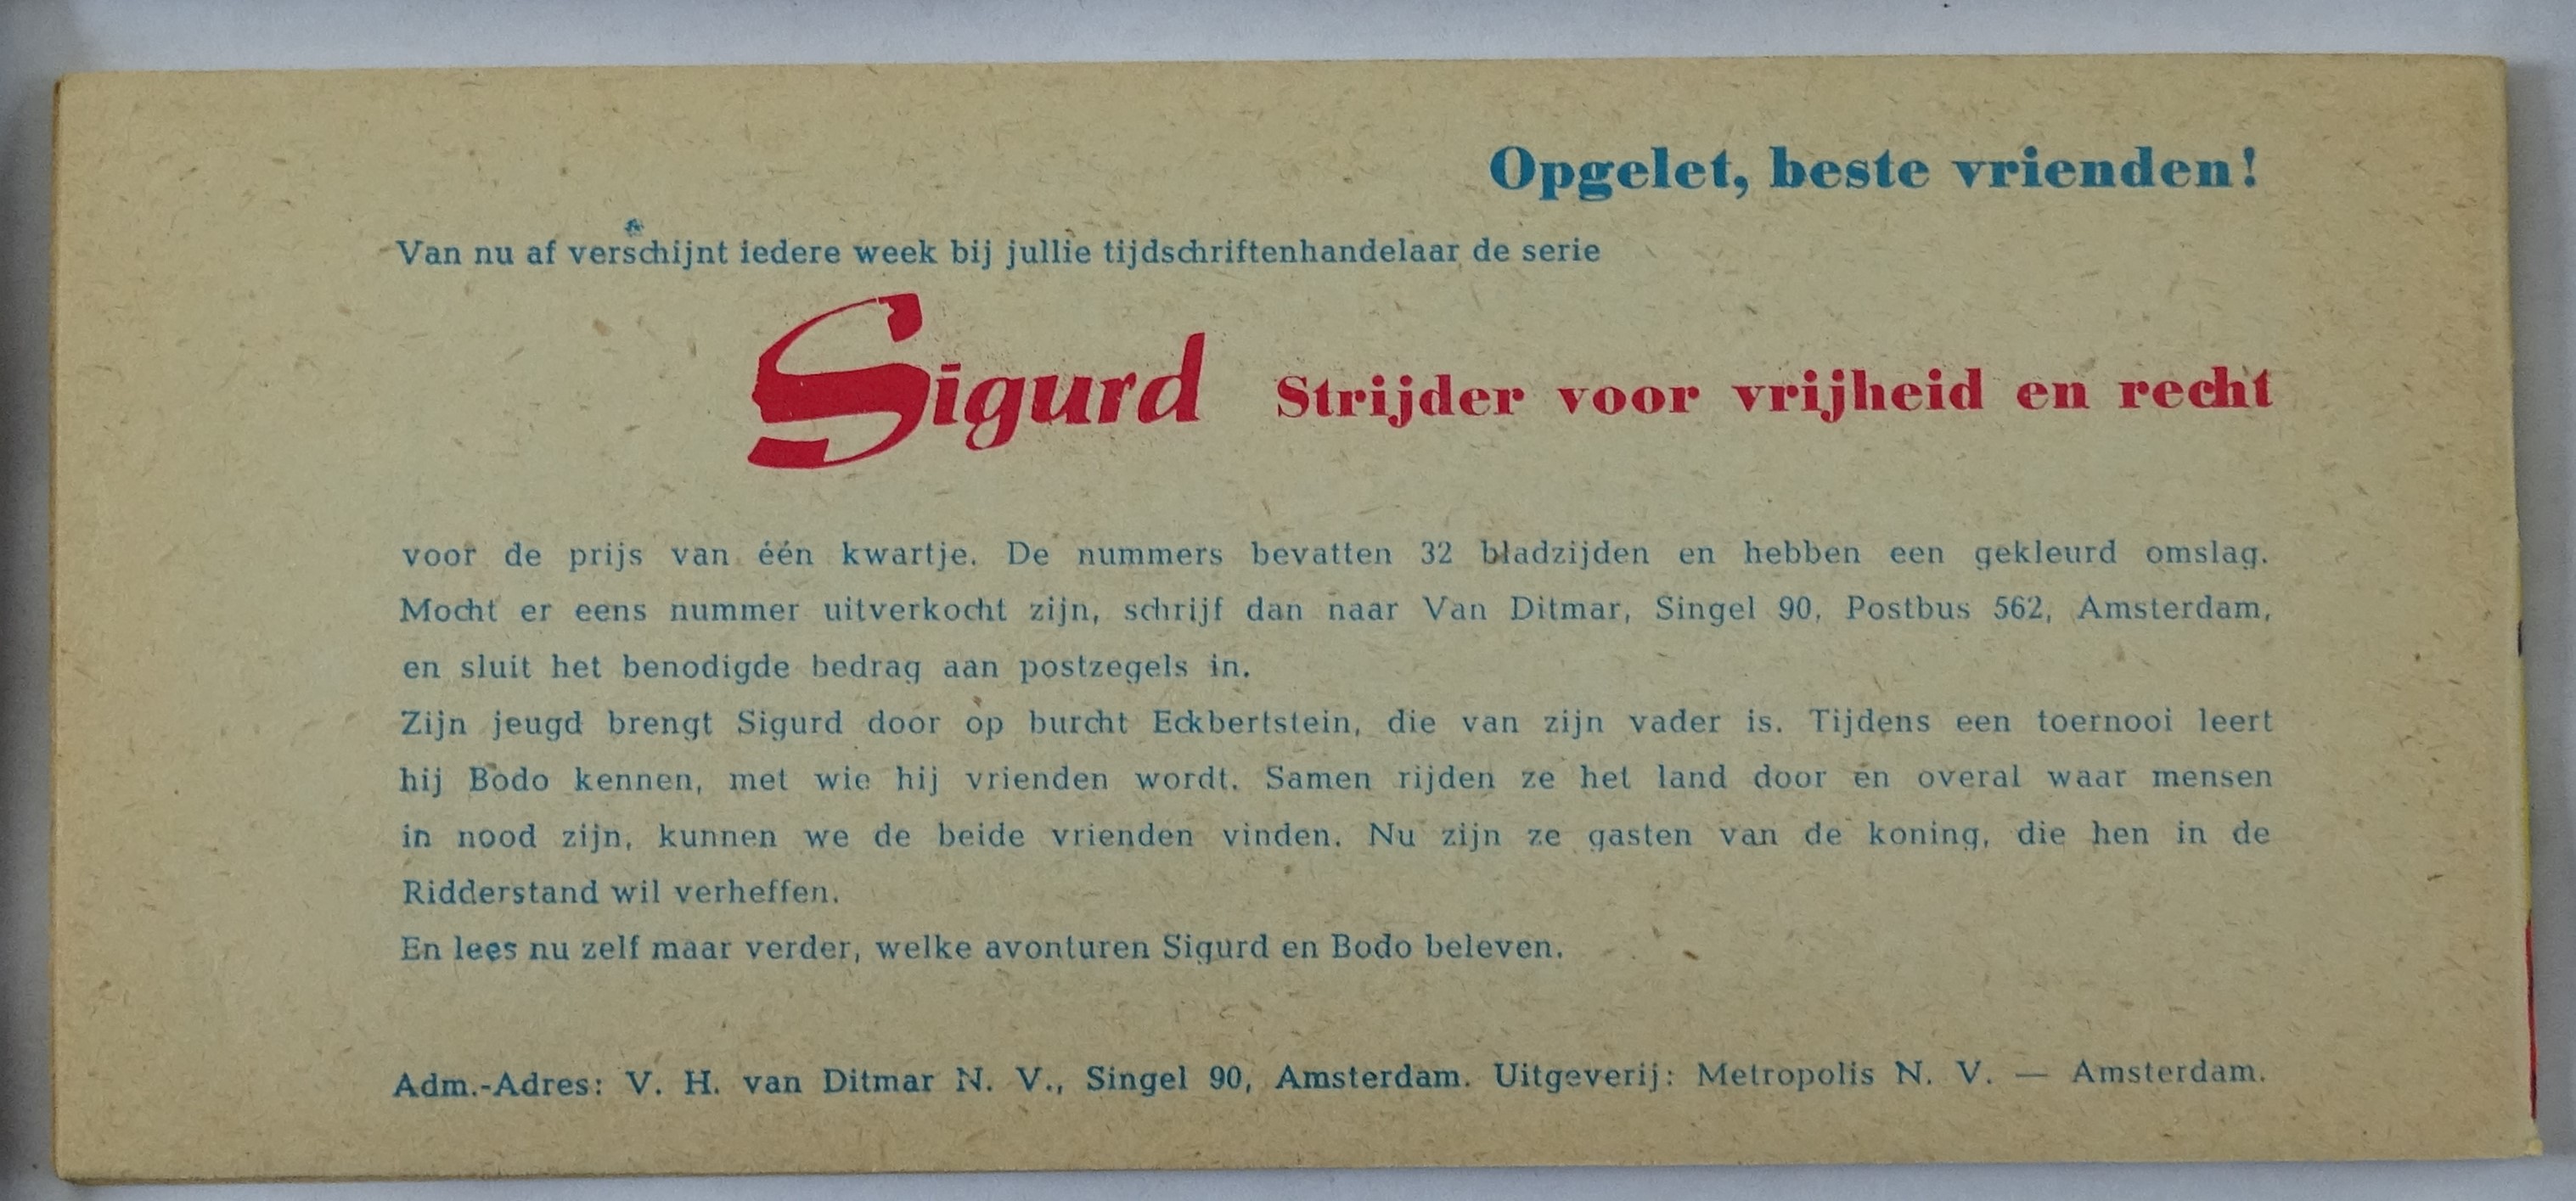 Opgelet, beste vrienden!
Van nu af verschijnt iedere week bij jullie tijdschriftenhandelaar de serie
Sigurd Strijder voor vrijheid en recht
voor de prijs van één kwartje. De nummers bevatten 32 bladzijden en hebben een gekleurd omslag.
Mocht er eens nummer uitverkocht zijn, schrijf dan naar Van Ditmar, Singel 90, Postbus 562, Amsterdam,
en sluit het benodigde bedrag aan postzegels in.
Zijn jeugd brengt Sigurd door op burcht Eckbertstein, die van zijn vader is. Tijdens een toernooi leert
hij Bodo kennen, met wie hij vrienden wordt. Samen rijden ze het land door en overal waar mensen
in nood zijn, kunnen we de beide vrienden vinden. Nu zijn ze gasten van de koning, die hen in de
Ridderstand wil verheffen.
En lees nu zelf maar verder, welke avonturen Sigurd en Bodo beleven.
Adm.-Adres: V. H. van Ditmar N. V., Singel 90, Amsterdam. Uitgeverij: Metropolis N. V. — Amsterdam.